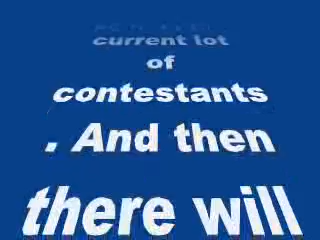 current lot
of
contestants
. And then
there will